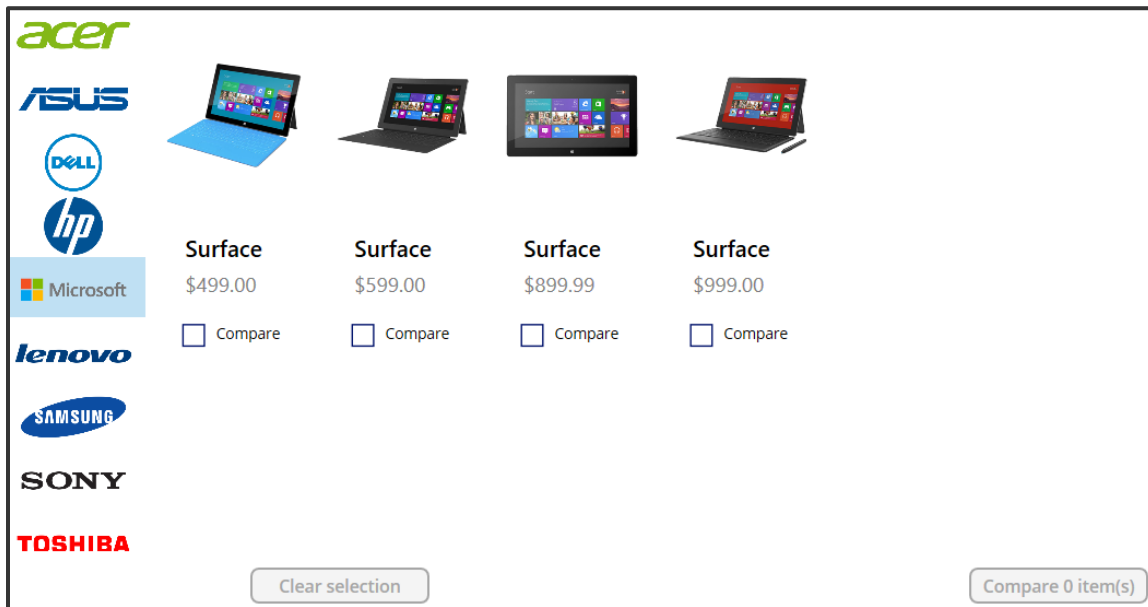 acer
ASUS
DELL
hp
Microsoft
lenovo
SAMSUNG
SONY
TOSHIBA
Surface
$499.00
Compare
Surface
$599.00
Compare
Surface
$899.99
Compare
Surface
$999.00
Compare
Clear selection
Compare 0 item(s)